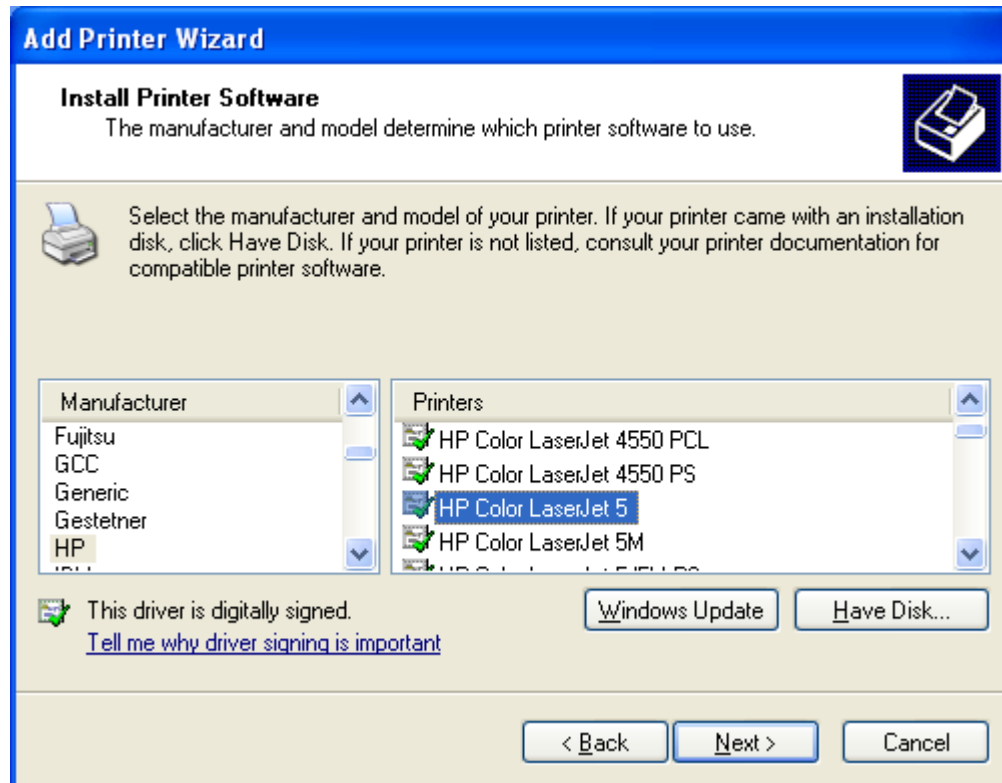 Add Printer Wizard
Install Printer Software
The manufacturer and model determine which printer software to use.
Select the manufacturer and model of your printer. If your printer came with an installation
disk, click Have Disk. If your printer is not listed, consult your printer documentation for
compatible printer software.
Manufacturer
Fujitsu
GCC
Generic
Gestetner
HP
Printers
HP Color LaserJet 4550 PCL
HP Color LaserJet 4550 PS
HP Color LaserJet 5
HP Color LaserJet 5M
This driver is digitally signed.
Tell me why driver signing is important
Windows Update
Have Disk...
< Back
Next >
Cancel